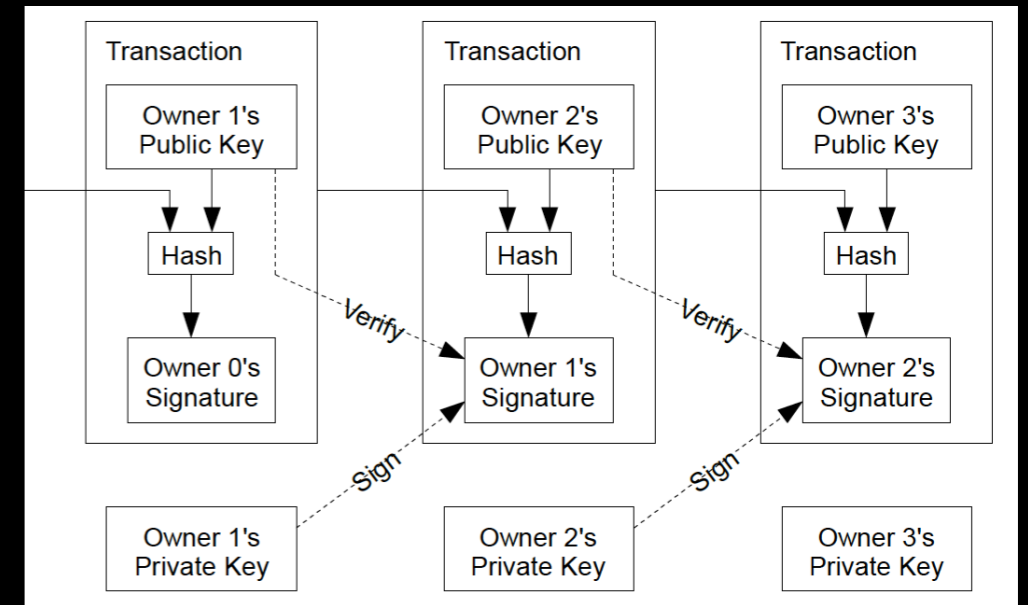 Transaction
Transaction
Transaction
Owner 1's
Public Key
Owner 2's
Public Key
Owner 3's
Public Key
Hash
Hash
Hash
Verify
Verify
Owner 0's
Signature
Owner 1's
Signature
Owner 2's
Signature
Sign
Sign
Owner 1's
Private Key
Owner 2's
Private Key
Owner 3's
Private Key